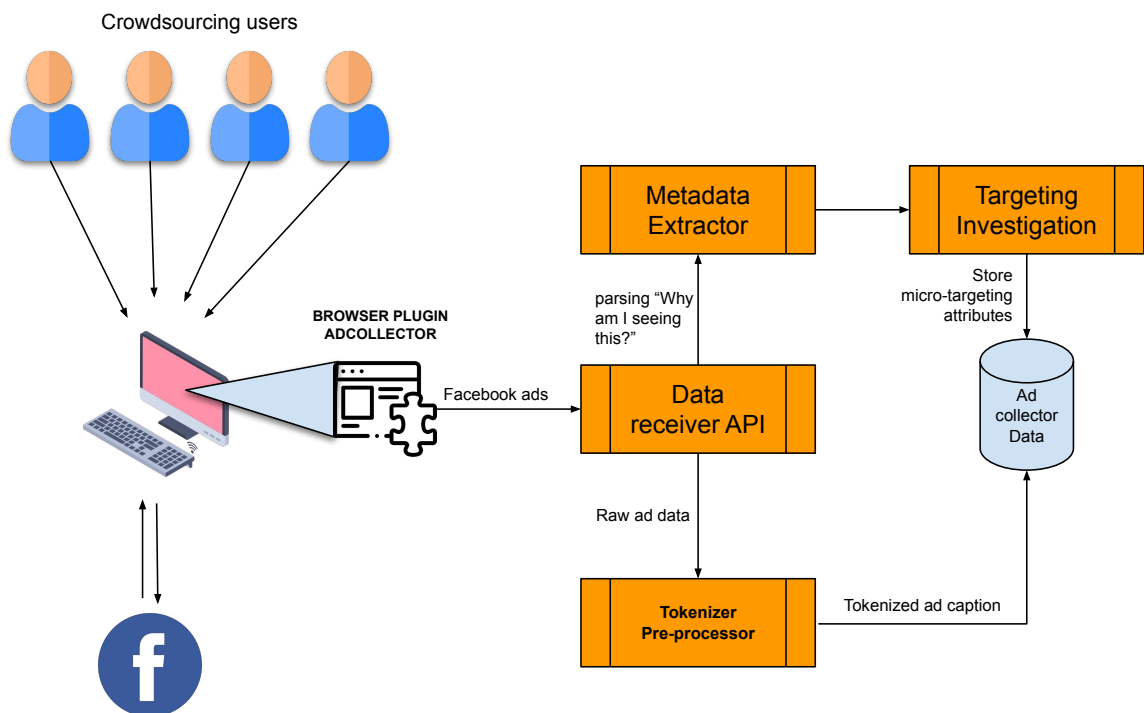 Crowdsourcing users
BROWSER PLUGIN
ADCOLLECTOR
Facebook ads
Metadada
Extractor
Targeting
Investigation
parsing “Why
am I seeing
this?”
Store
micro-targeting
attributes
Data
receiver API
Ad
collector
Data
Raw ad data
Tokenizer
Pre-processor
Tokenized ad caption
f